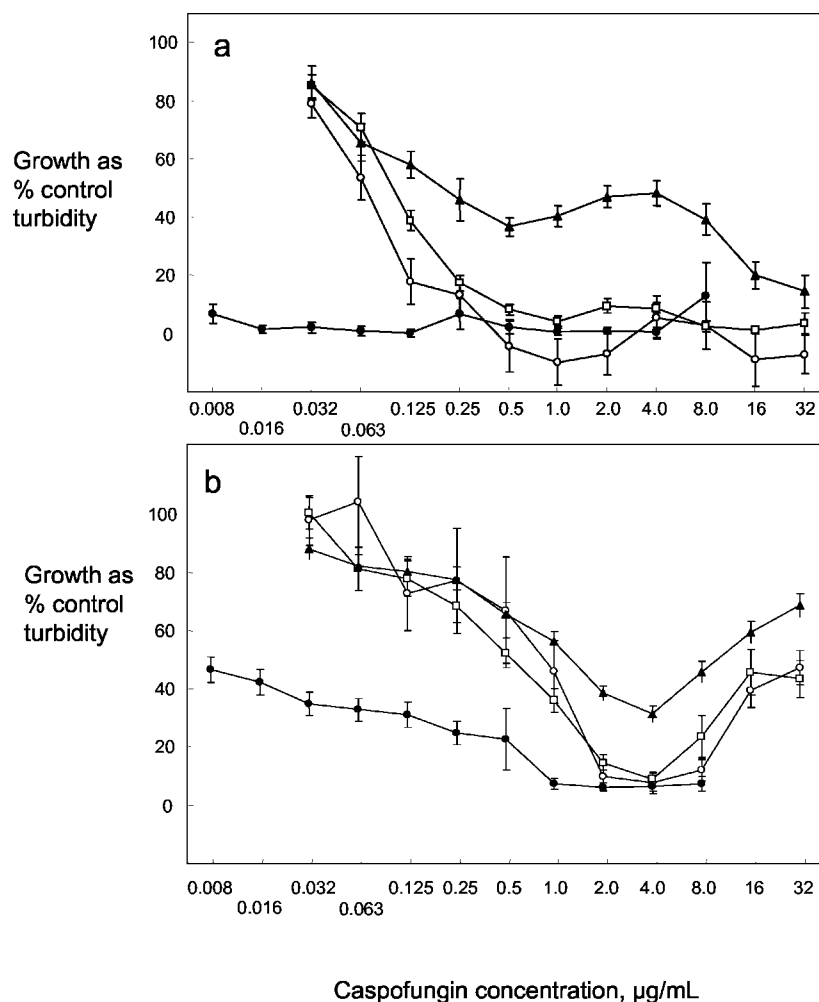 a
100
80
60
40
20
0
Growth as
% control
turbidity
0.008 0.032 0.125 0.25 0.5 1.0 2.0 4.0 8.0 16 32
0.016 0.063
b
100
80
60
40
20
0
Growth as
% control
turbidity
0.008 0.032 0.125 0.25 0.5 1.0 2.0 4.0 8.0 16 32
0.016 0.063
Caspofungin concentration, µg/mL